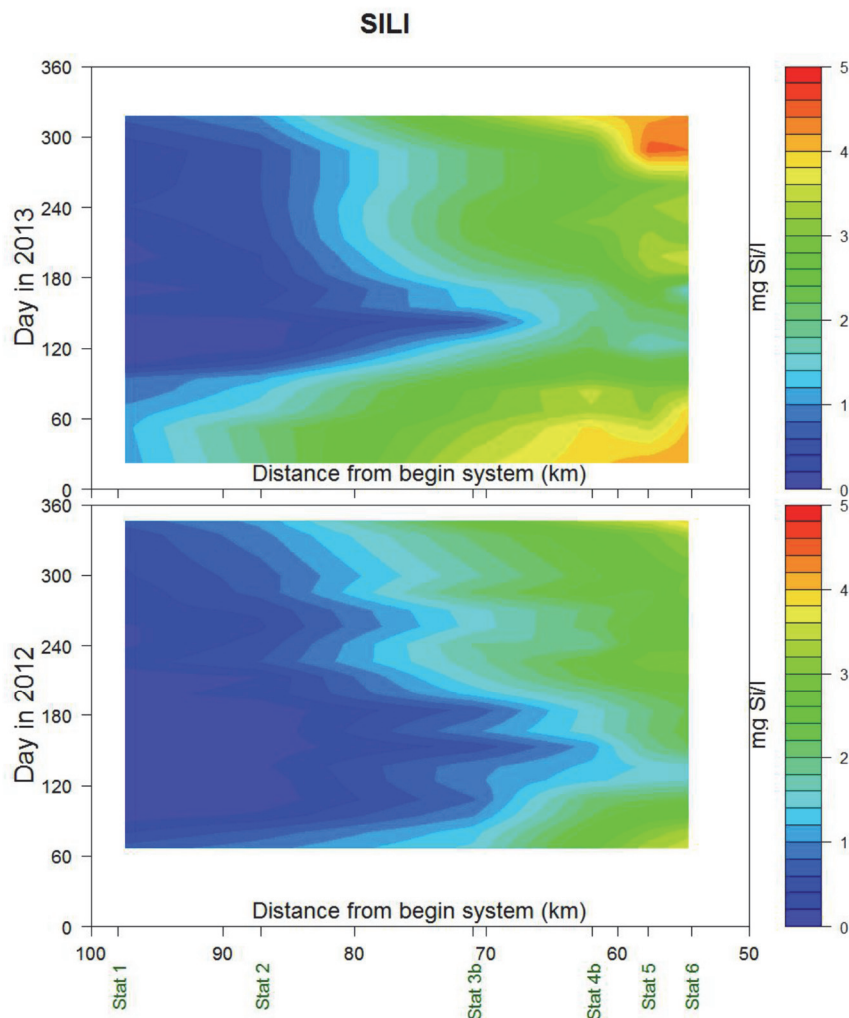 SILI
360
300
240
180
120
60
0
Day in 2013
Distance from begin system (km)
5
4
3
2
1
0
mg Si/l
360
300
240
180
120
60
0
Day in 2012
Distance from begin system (km)
5
4
3
2
1
0
mg Si/l
100 90 80 70 60 50
Stat 1 Stat 2 Stat 3b Stat 4b Stat 5 Stat 6